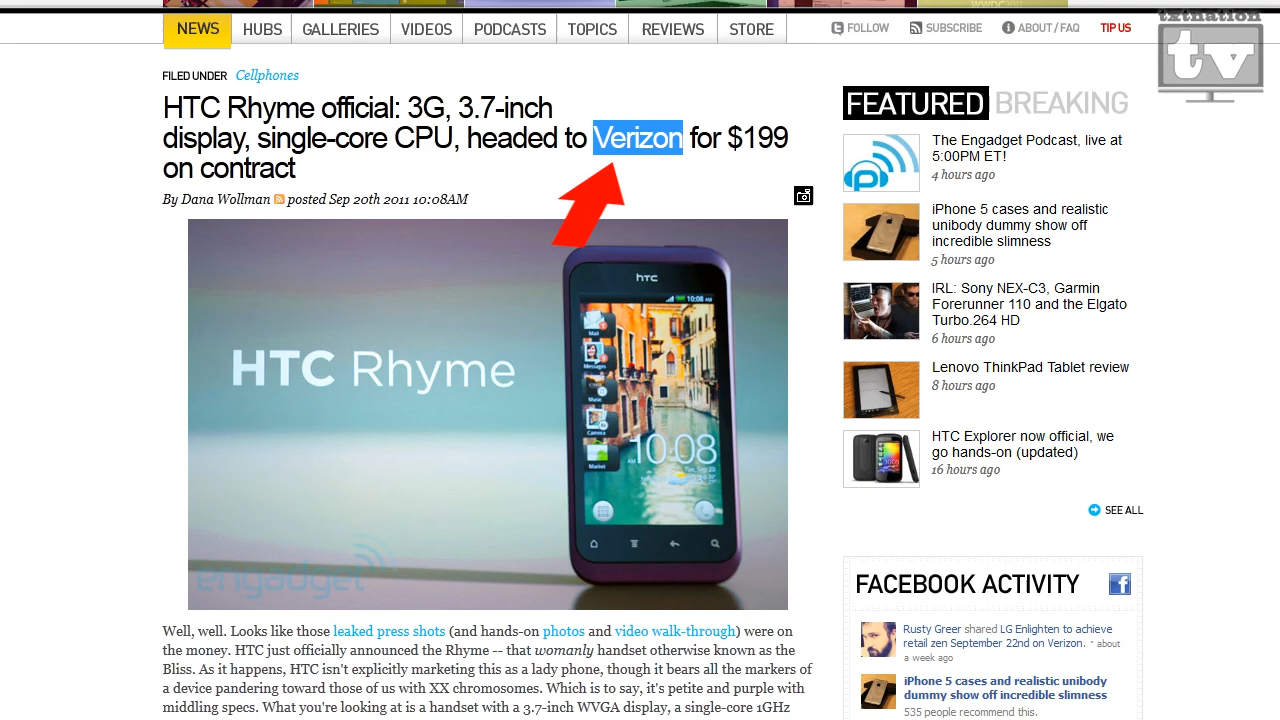 NEWS HUBS GALLERIES VIDEOS PODCASTS TOPICS REVIEWS STORE FOLLOW SUBSCRIBE ABOUT / FAQ TIP US
txtnation
tv
FILED UNDER Cellphones
HTC Rhyme official: 3G, 3.7-inch
display, single-core CPU, headed to Verizon for $199
on contract
By Dana Wollman posted Sep 20th 2011 10:08AM
hTC
10:08 AM
Mail
Messages
Music
Camera
Market
AM 10:08
HTC Rhyme
engadget
Well, well. Looks like those leaked press shots (and hands-on photos and video walk-through) were on
the money. HTC just officially announced the Rhyme -- that womanly handset otherwise known as the
Bliss. As it happens, HTC isn't explicitly marketing this as a lady phone, though it bears all the markers of
a device pandering toward those of us with XX chromosomes. Which is to say, it's petite and purple with
middling specs. What you're looking at is a handset with a 3.7-inch WVGA display, a single-core 1GHz
FEATURED BREAKING
The Engadget Podcast, live at
5:00PM ET!
4 hours ago
iPhone 5 cases and realistic
unibody dummy show off
incredible slimness
5 hours ago
IRL: Sony NEX-C3, Garmin
Forerunner 110 and the Elgato
Turbo.264 HD
6 hours ago
Lenovo ThinkPad Tablet review
8 hours ago
HTC Explorer now official, we
go hands-on (updated)
16 hours ago
SEE ALL
FACEBOOK ACTIVITY
Rusty Greer shared LG Enlighten to achieve
retail zen September 22nd on Verizon. · about
a week ago
iPhone 5 cases and realistic unibody
dummy show off incredible slimness
535 people recommend this.